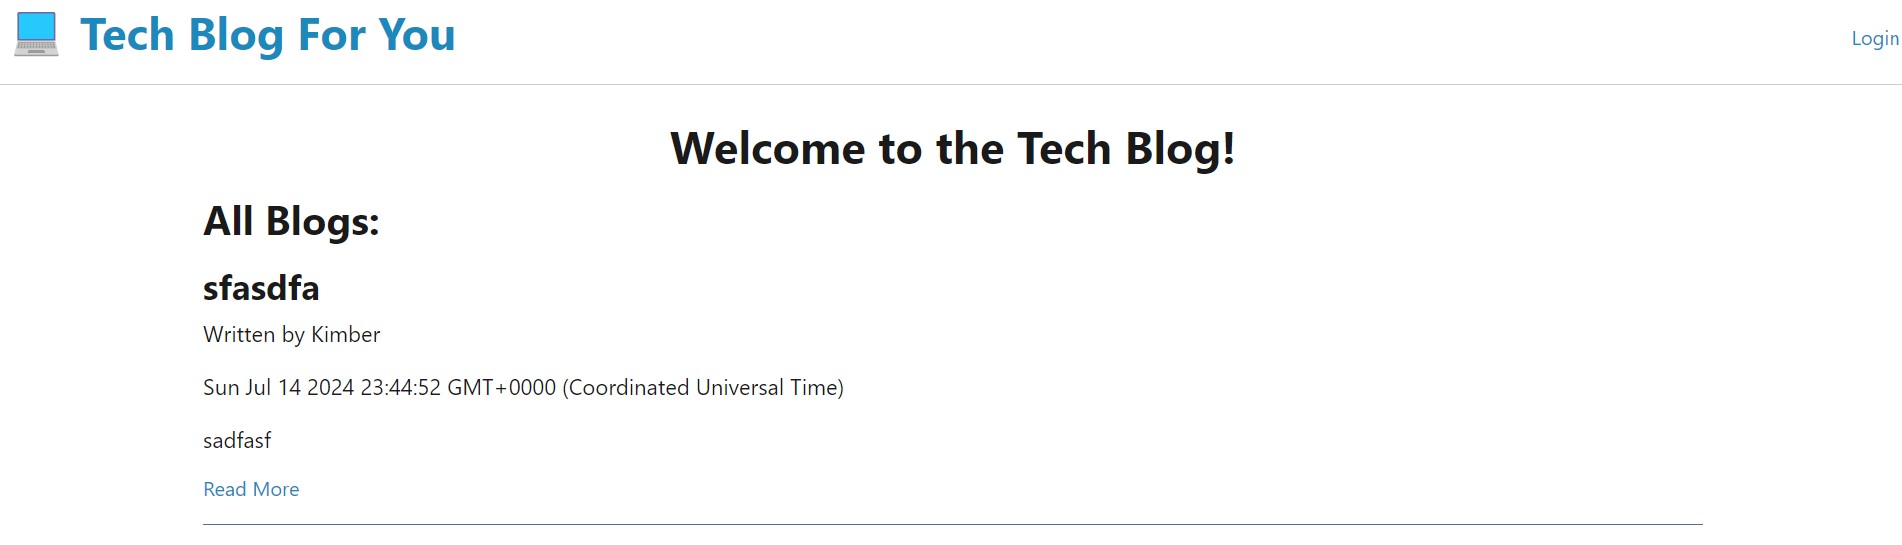 Tech Blog For You
Login
Welcome to the Tech Blog!
All Blogs:
sfasdfa
Written by Kimber
Sun Jul 14 2024 23:44:52 GMT+0000 (Coordinated Universal Time)
sadfasf
Read More